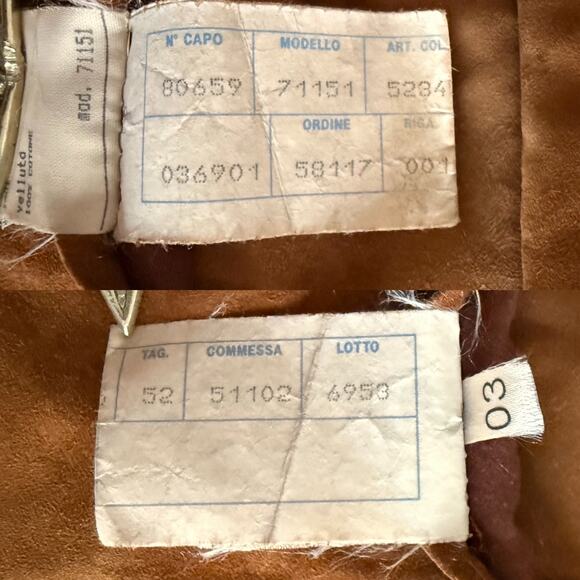 mod. 71151
velluto
100% COTONE
N° CAPO MODELLO ART. COL.
80659 71151 5234
ORDINE RIGA
036901 58117 001
TAG. COMMESSA LOTTO
52 51102 6953
03